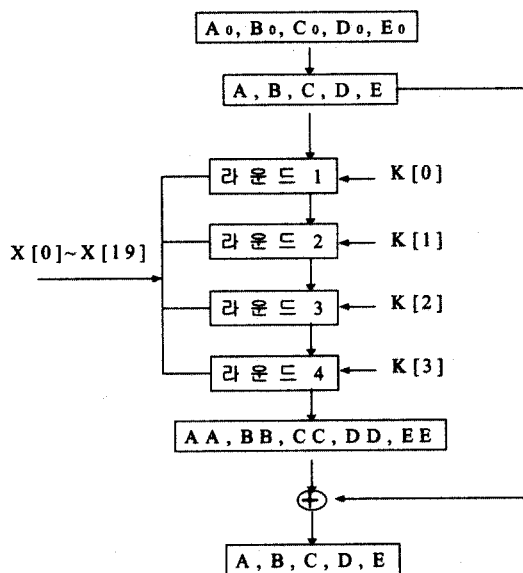 A₀, B₀, C₀, D₀, E₀
A, B, C, D, E
라운드 1
K[0]
라운드 2
K[1]
X[0]~X[19]
라운드 3
K[2]
라운드 4
K[3]
AA, BB, CC, DD, EE
A, B, C, D, E